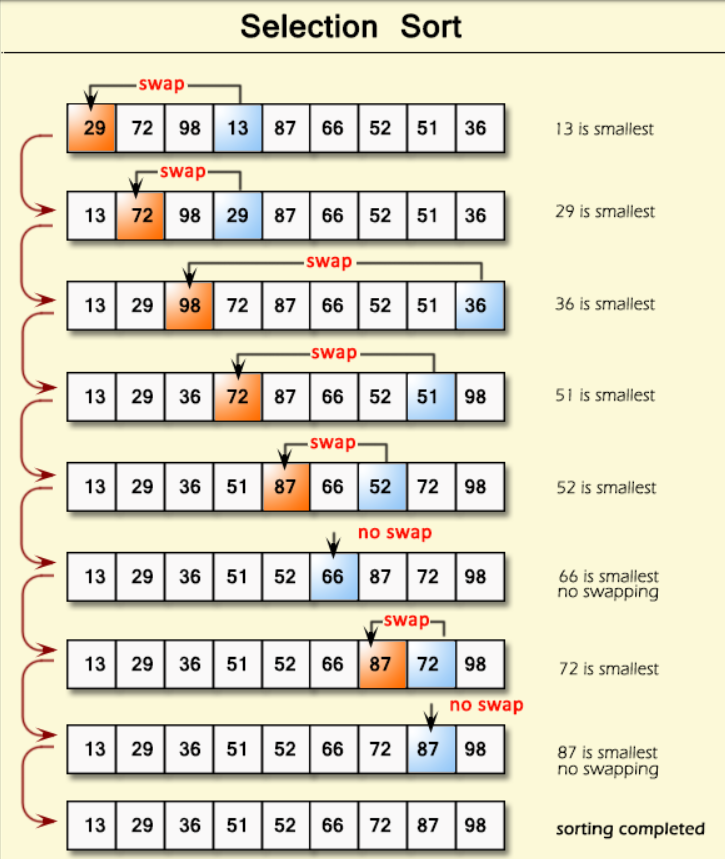 Selection Sort
swap
29 72 98 13 87 66 52 51 36 13 is smallest
swap
13 72 98 29 87 66 52 51 36 29 is smallest
swap
13 29 98 72 87 66 52 51 36 36 is smallest
swap
13 29 36 72 87 66 52 51 98 51 is smallest
swap
13 29 36 51 87 66 52 72 98 52 is smallest
no swap
13 29 36 51 52 66 87 72 98 66 is smallest
no swapping
swap
13 29 36 51 52 66 87 72 98 72 is smallest
no swap
13 29 36 51 52 66 72 87 98 87 is smallest
no swapping
13 29 36 51 52 66 72 87 98 sorting completed